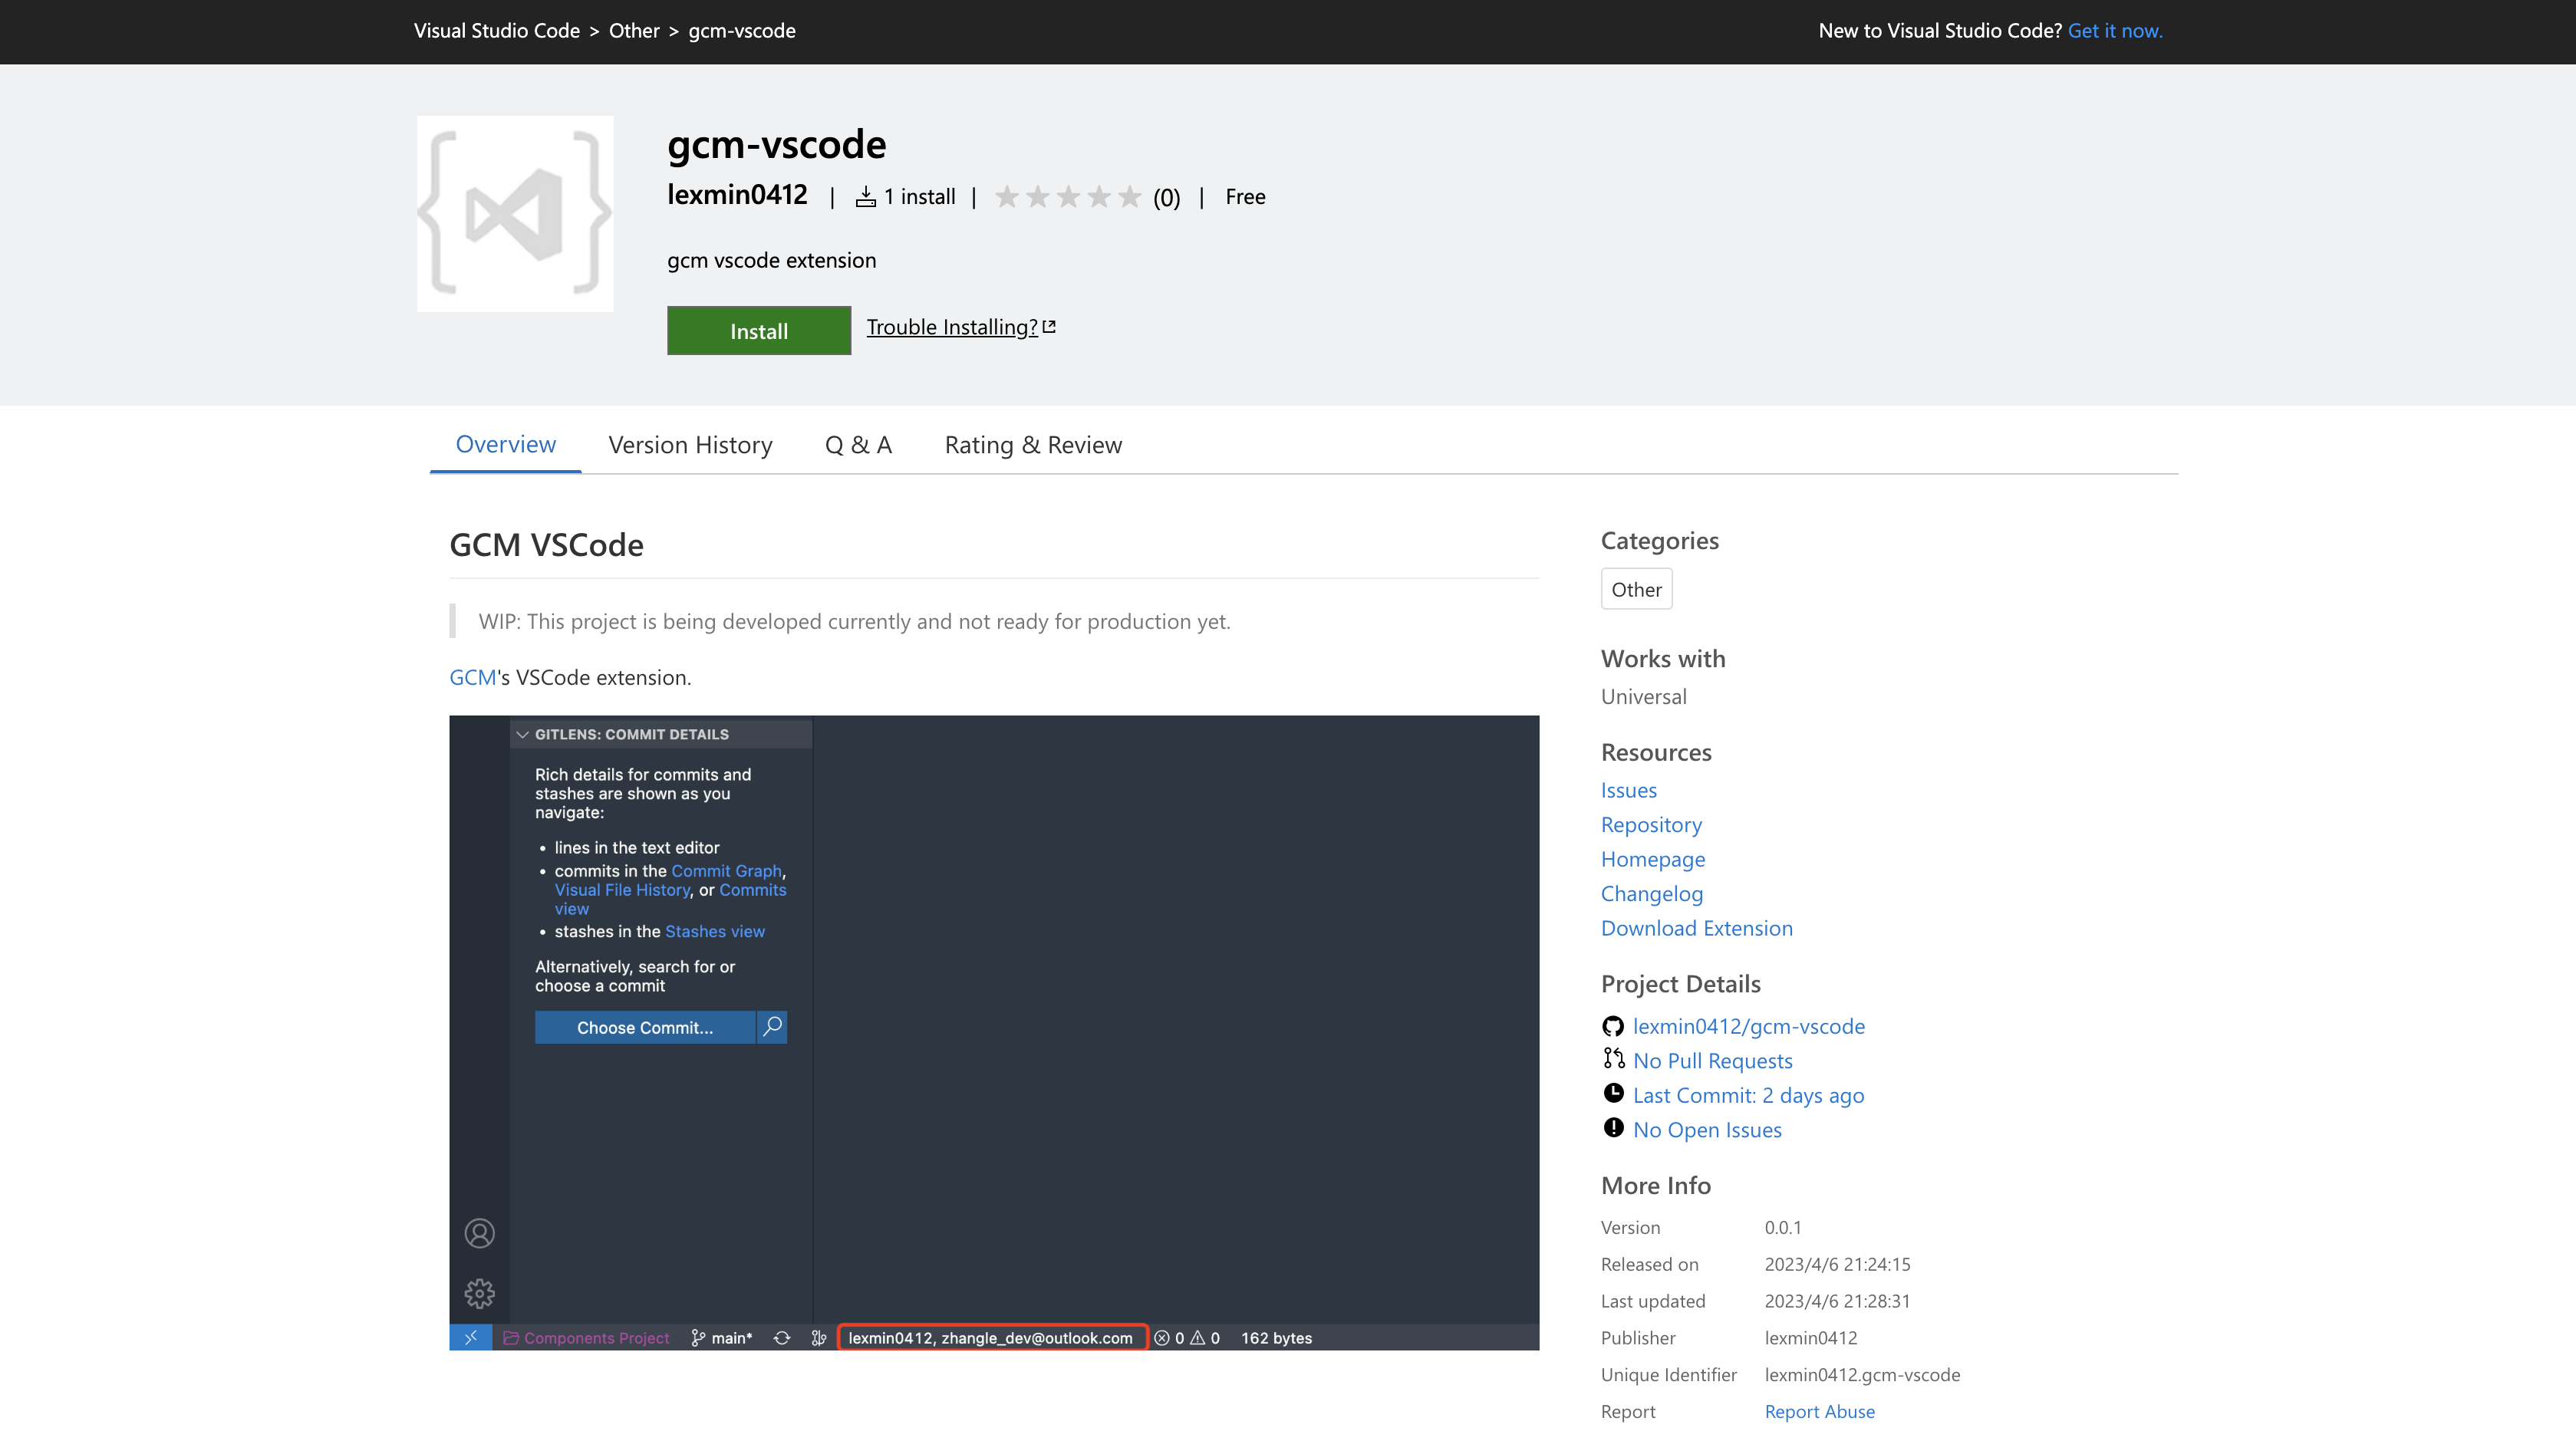 Visual Studio Code > Other > gcm-vscode
New to Visual Studio Code? Get it now.
gcm-vscode
lexmin0412 | 1 install | (0) | Free
gcm vscode extension
Install
Trouble Installing?
Overview
Version History
Q & A
Rating & Review
GCM VSCode
WIP: This project is being developed currently and not ready for production yet.
GCM's VSCode extension.
GITLENS: COMMIT DETAILS
Rich details for commits and
stashes are shown as you
navigate:
• lines in the text editor
• commits in the Commit Graph,
Visual File History, or Commits
view
• stashes in the Stashes view
Alternatively, search for or
choose a commit
Choose Commit...
Components Project
main*
lexmin0412, zhangle_dev@outlook.com
0
0
162 bytes
Categories
Other
Works with
Universal
Resources
Issues
Repository
Homepage
Changelog
Download Extension
Project Details
lexmin0412/gcm-vscode
No Pull Requests
Last Commit: 2 days ago
No Open Issues
More Info
Version 0.0.1
Released on 2023/4/6 21:24:15
Last updated 2023/4/6 21:28:31
Publisher lexmin0412
Unique Identifier lexmin0412.gcm-vscode
Report Report Abuse